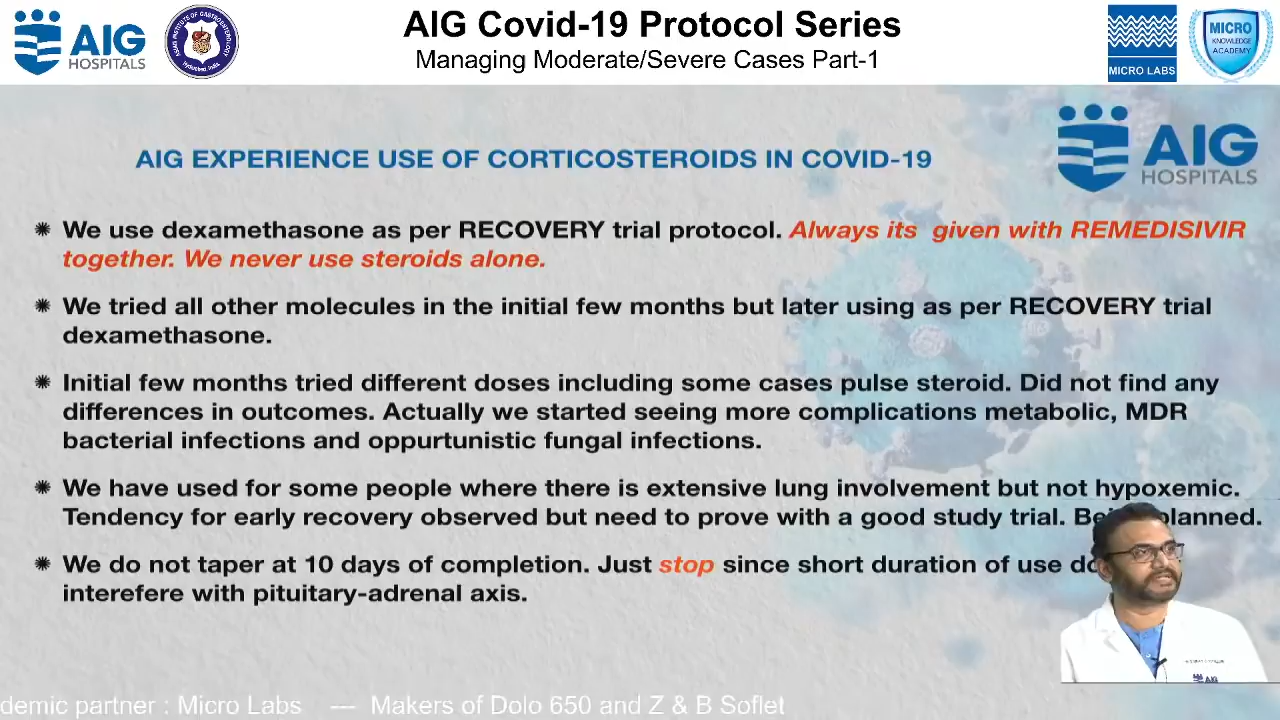 AIG
HOSPITALS
ASIAN INSTITUTE OF GASTROENTEROLOGY
Hyderabad, India
AIG Covid-19 Protocol Series
Managing Moderate/Severe Cases Part-1
MICRO LABS
MICRO
KNOWLEDGE
ACADEMY
AIG
HOSPITALS
AIG EXPERIENCE USE OF CORTICOSTEROIDS IN COVID-19
We use dexamethasone as per RECOVERY trial protocol. Always its given with REMEDISIVIR
together. We never use steroids alone.
We tried all other molecules in the initial few months but later using as per RECOVERY trial
dexamethasone.
Initial few months tried different doses including some cases pulse steroid. Did not find any
differences in outcomes. Actually we started seeing more complications metabolic, MDR
bacterial infections and oppurtunistic fungal infections.
We have used for some people where there is extensive lung involvement but not hypoxemic.
Tendency for early recovery observed but need to prove with a good study trial. planned.
We do not taper at 10 days of completion. Just stop since short duration of use
interefere with pituitary-adrenal axis.
AIG
demic partner : Micro Labs --- Makers of Dolo 650 and Z & B Soflet